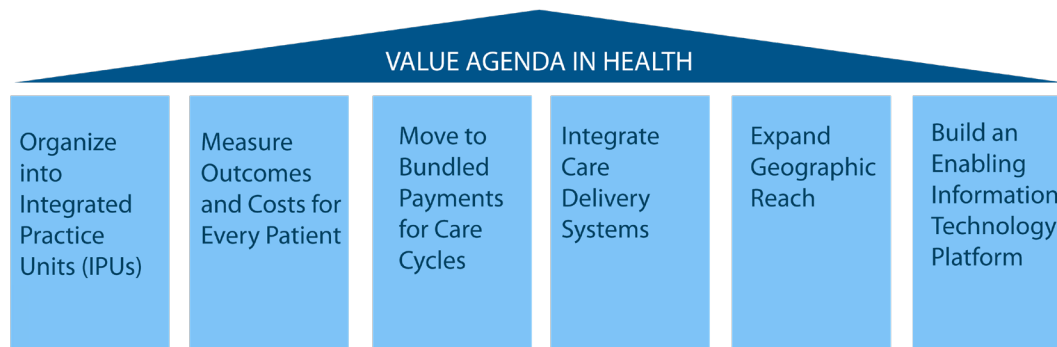 VALUE AGENDA IN HEALTH
Organize
into
Integrated
Practice
Units (IPUs)
Measure
Outcomes
and Costs for
Every Patient
Move to
Bundled
Payments
for Care
Cycles
Integrate
Care
Delivery
Systems
Expand
Geographic
Reach
Build an
Enabling
Information
Technology
Platform